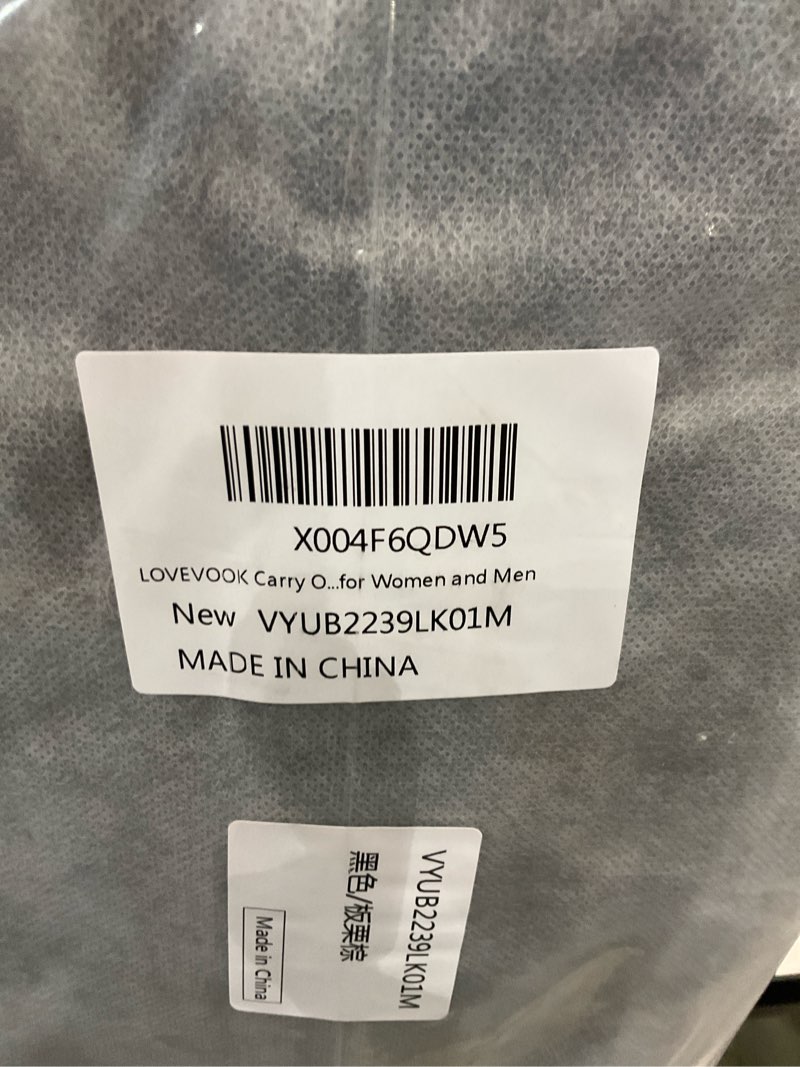 X004F6QDW5
LOVEVOOK Carry O...for Women and Men
New VYUB2239LK01M
MADE IN CHINA
VYUB2239LK01M
黑色/板栗棕
Made in China